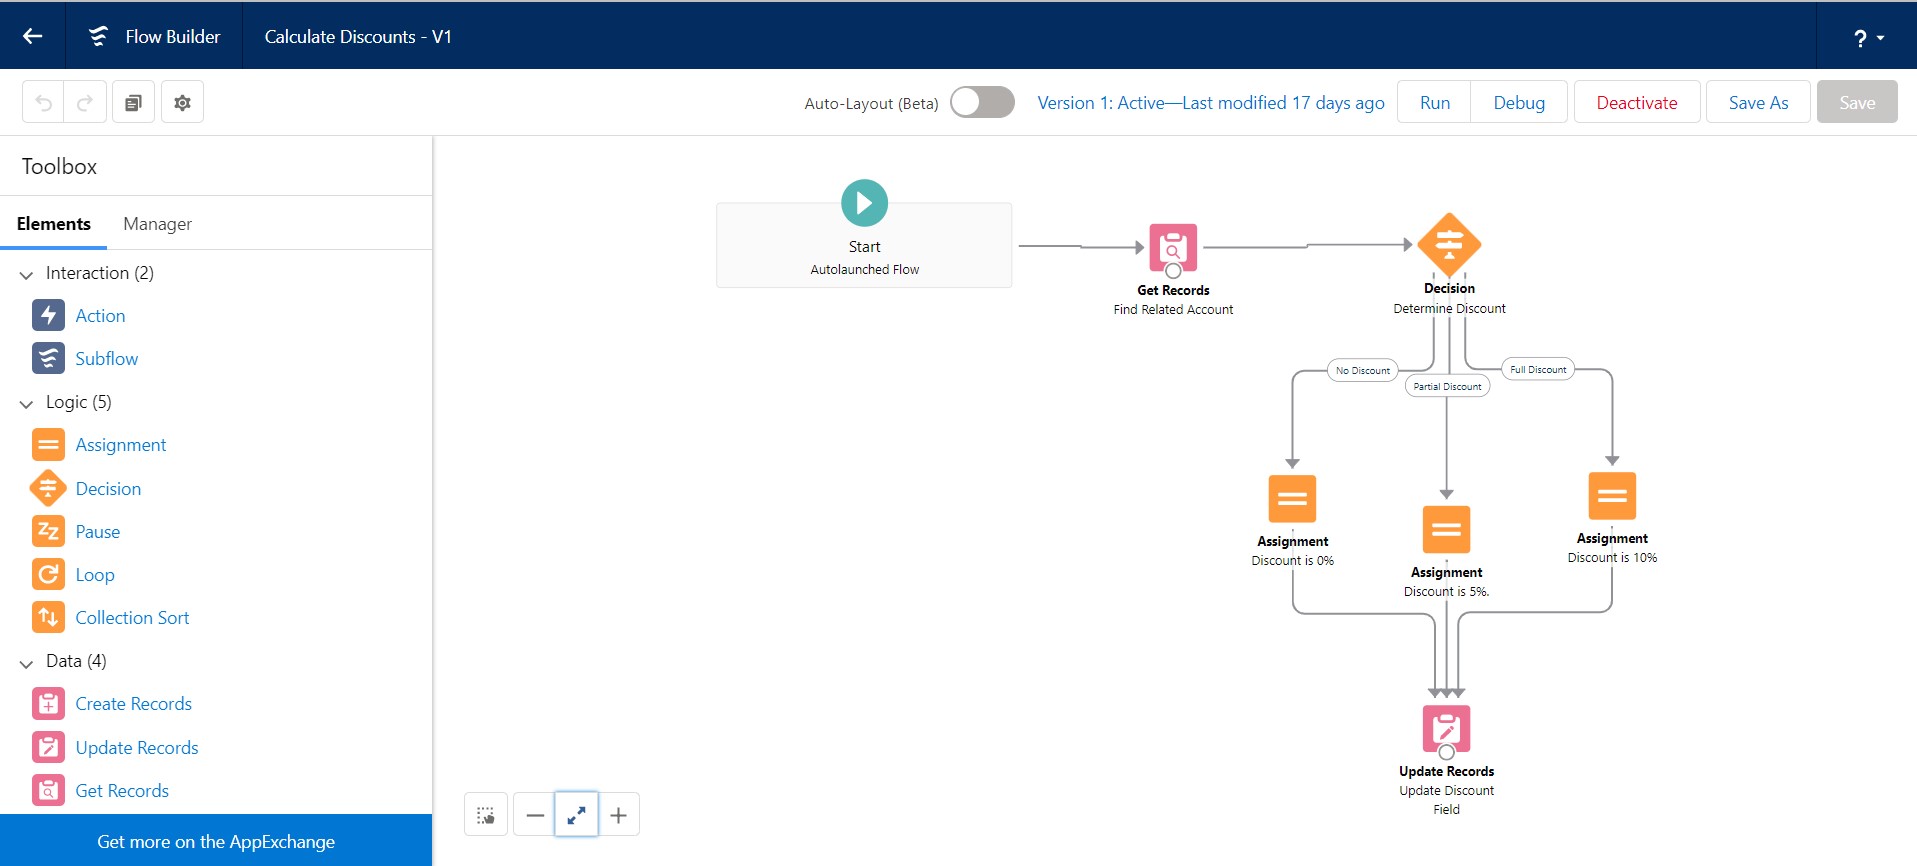 Flow Builder
Calculate Discounts - V1
?
Auto-Layout (Beta)
Version 1: Active—Last modified 17 days ago
Run
Debug
Deactivate
Save As
Save
Toolbox
Elements
Manager
Interaction (2)
Action
Subflow
Logic (5)
Assignment
Decision
Pause
Loop
Collection Sort
Data (4)
Create Records
Update Records
Get Records
Get more on the AppExchange
Start
Autolaunched Flow
Get Records
Find Related Account
Decision
Determine Discount
No Discount
Partial Discount
Full Discount
Assignment
Discount is 0%
Assignment
Discount is 5%.
Assignment
Discount is 10%
Update Records
Update Discount
Field